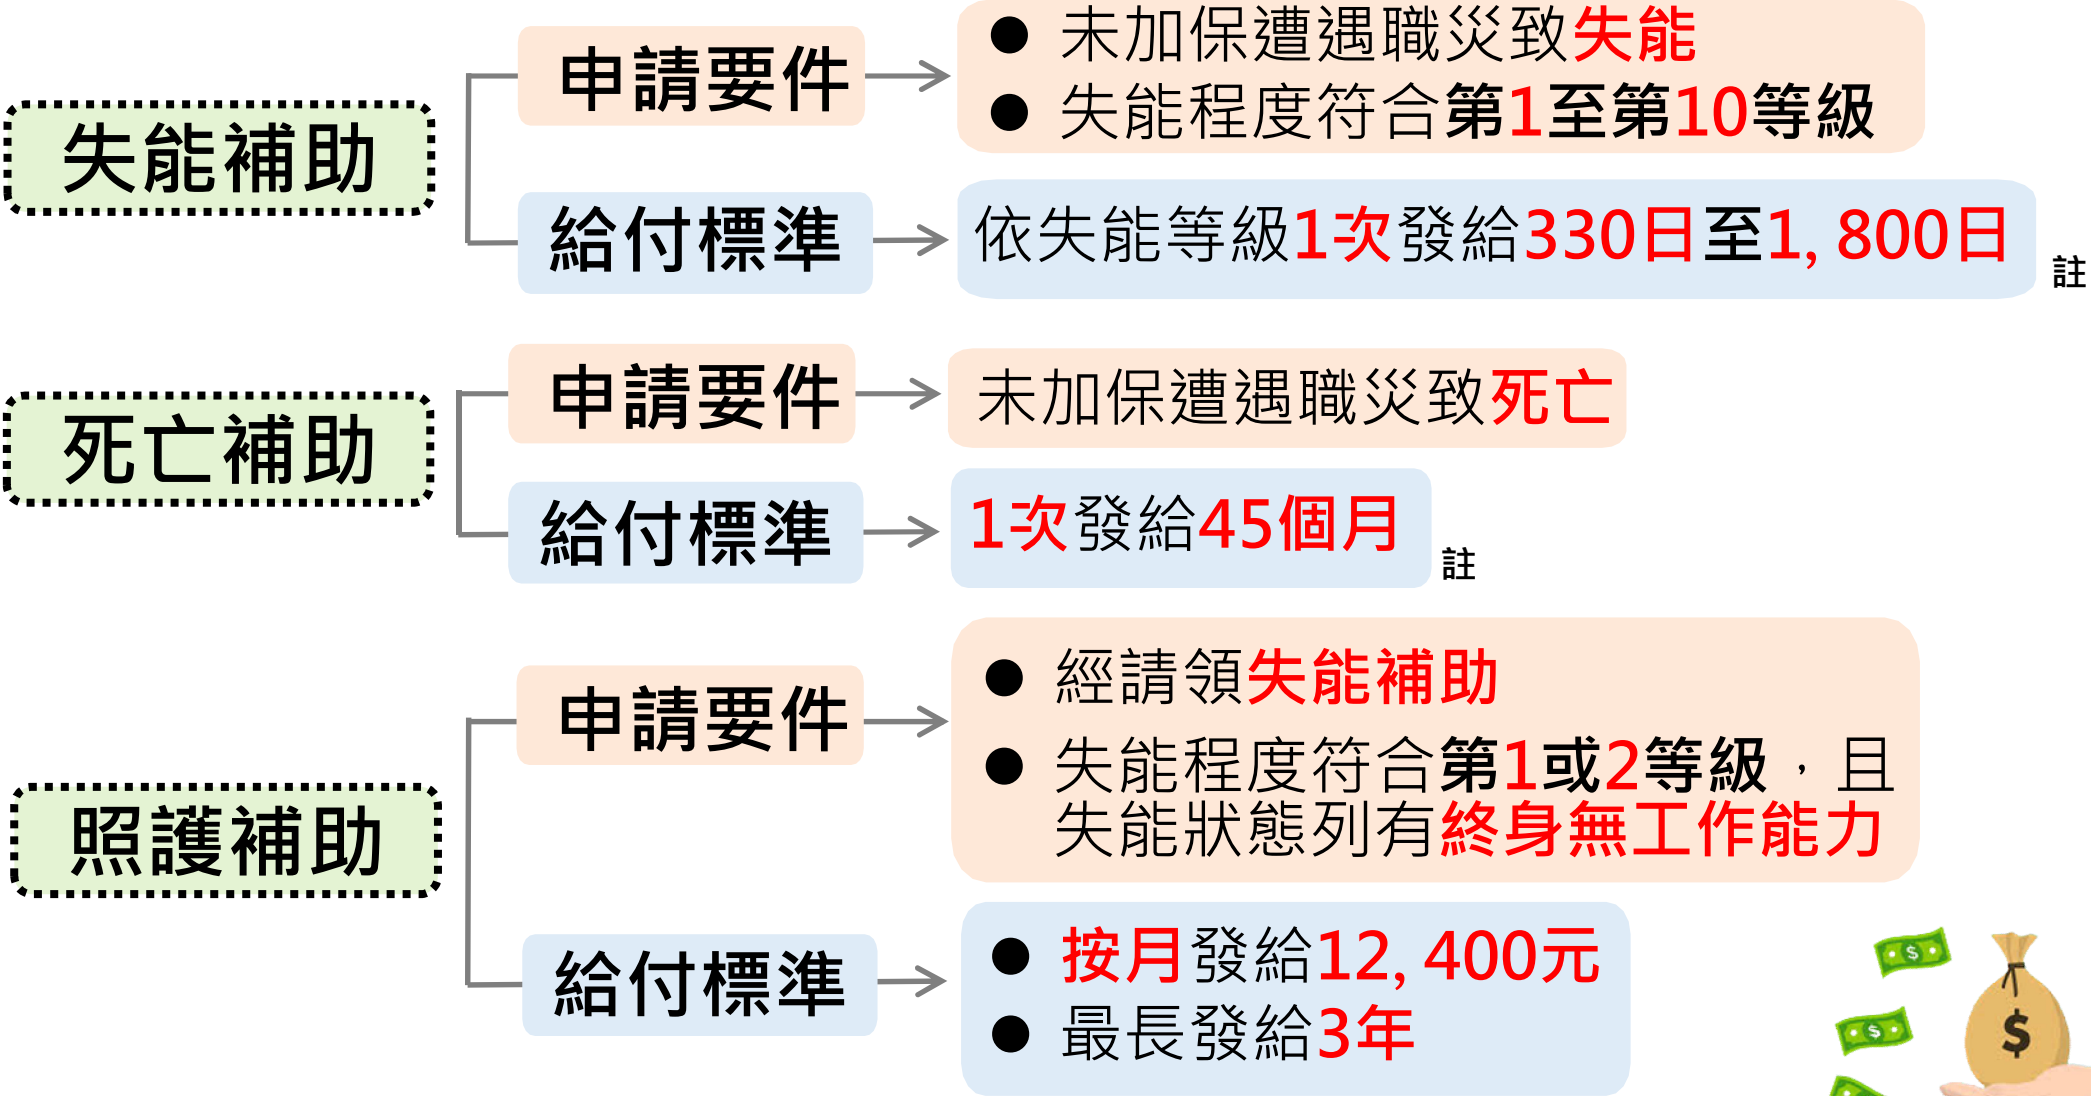 失能補助
申請要件
● 未加保遭遇職災致失能
● 失能程度符合第1至第10等級
給付標準
依失能等級1次發給330日至1, 800日
註
死亡補助
申請要件
未加保遭遇職災致死亡
給付標準
1次發給45個月
註
照護補助
申請要件
● 經請領失能補助
● 失能程度符合第1或2等級，且
失能狀態列有終身無工作能力
給付標準
● 按月發給12, 400元
● 最長發給3年
$
$
$